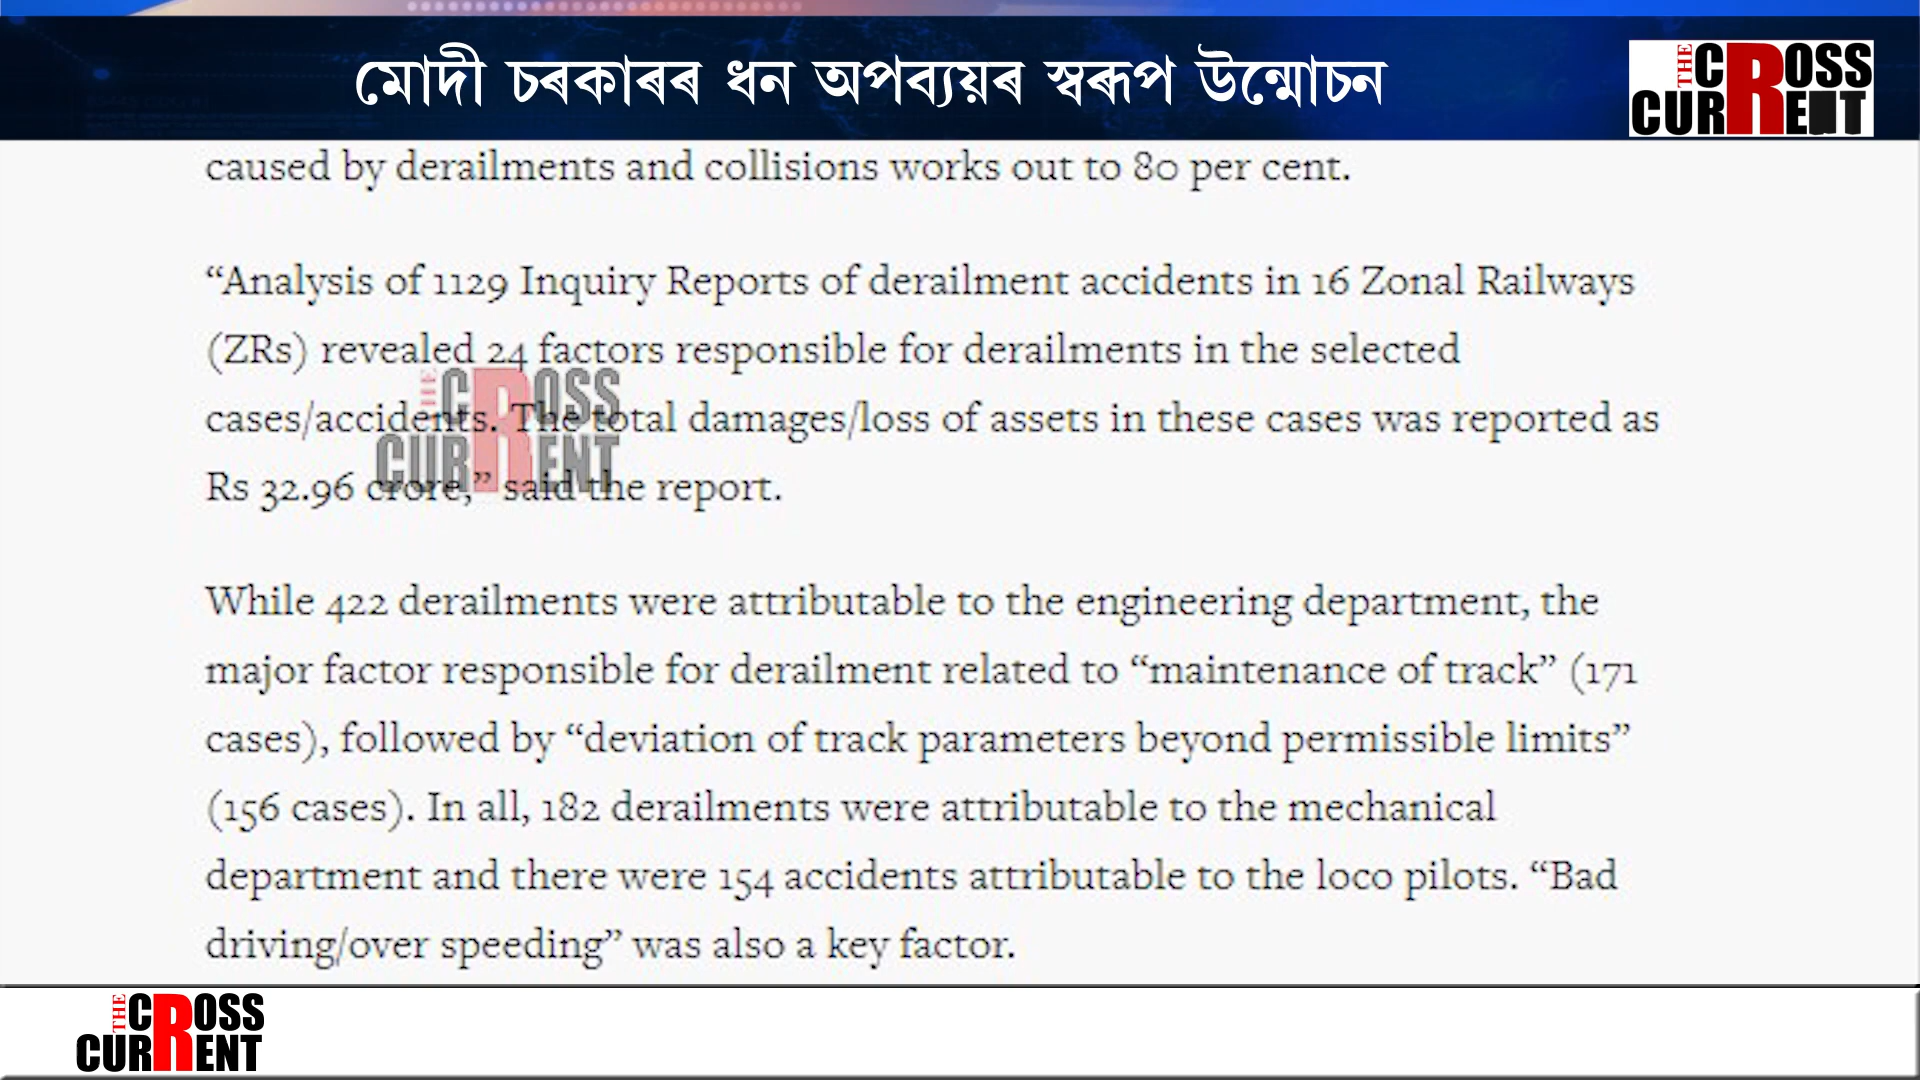 মোদী চৰকাৰৰ ধন অপব্যয়ৰ স্বৰূপ উন্মোচন
THE CROSS
CURRENT
caused by derailments and collisions works out to 80 per cent.
“Analysis of 1129 Inquiry Reports of derailment accidents in 16 Zonal Railways
(ZRs) revealed 24 factors responsible for derailments in the selected
cases/accidents. The total damages/loss of assets in these cases was reported as
Rs 32.96 crore,” said the report.
THE CROSS
CURRENT
While 422 derailments were attributable to the engineering department, the
major factor responsible for derailment related to “maintenance of track” (171
cases), followed by “deviation of track parameters beyond permissible limits”
(156 cases). In all, 182 derailments were attributable to the mechanical
department and there were 154 accidents attributable to the loco pilots. “Bad
driving/over speeding” was also a key factor.
THE CROSS
CURRENT